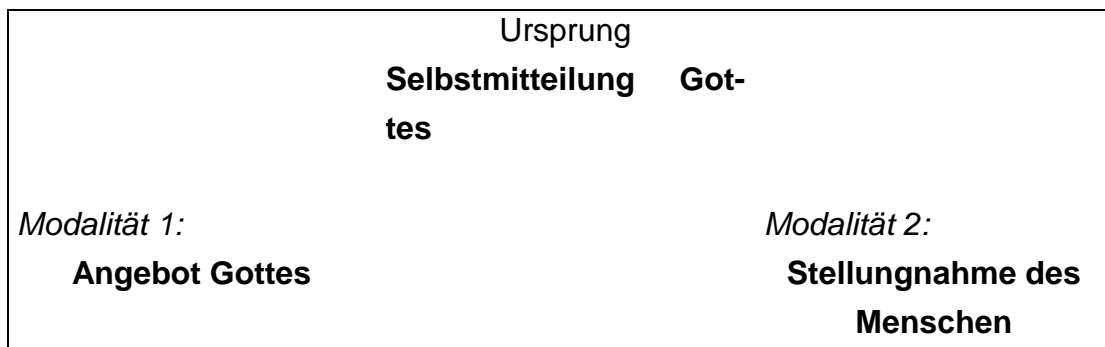 Ursprung
Selbstmitteilung Got-
tes
Modalität 1: Modalität 2:
Angebot Gottes Stellungnahme des
Menschen